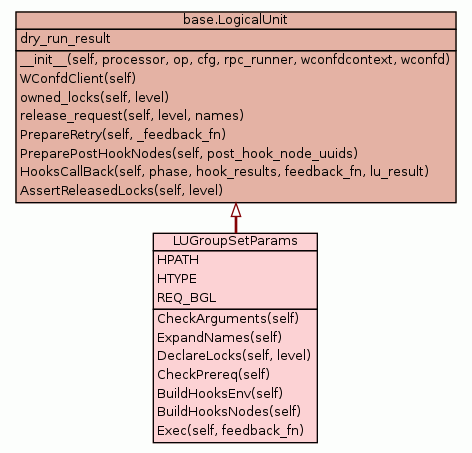 base.LogicalUnit
dry_run_result
__init__(self, processor, op, cfg, rpc_runner, wconfdcontext, wconfd)
WConfdClient(self)
owned_locks(self, level)
release_request(self, level, names)
PrepareRetry(self, _feedback_fn)
PreparePostHookNodes(self, post_hook_node_uuids)
HooksCallBack(self, phase, hook_results, feedback_fn, lu_result)
AssertReleasedLocks(self, level)
LUGroupSetParams
HPATH
HTYPE
REQ_BGL
CheckArguments(self)
ExpandNames(self)
DeclareLocks(self, level)
CheckPrereq(self)
BuildHooksEnv(self)
BuildHooksNodes(self)
Exec(self, feedback_fn)